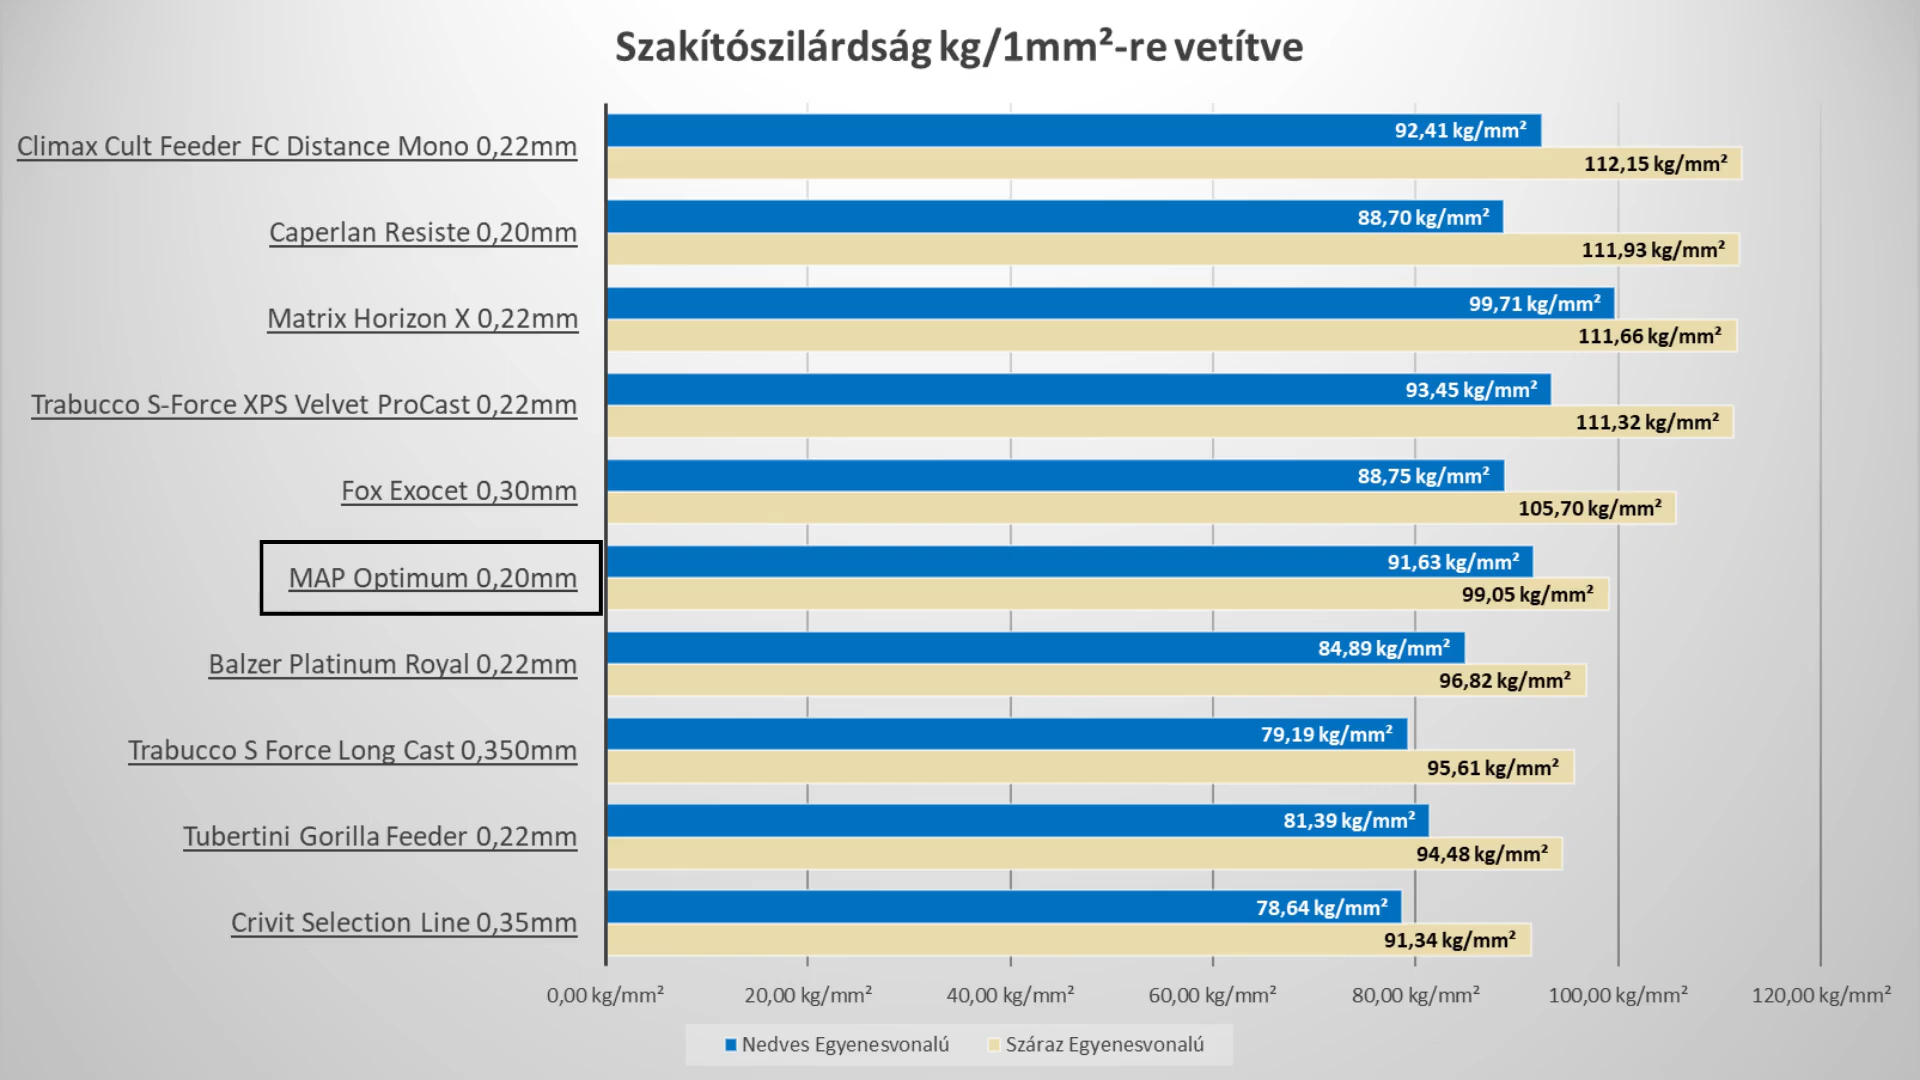 Szakítószilárdság kg/1mm²-re vetítve
Climax Cult Feeder FC Distance Mono 0,22mm
92,41 kg/mm²
112,15 kg/mm²
Caperlan Resiste 0,20mm
88,70 kg/mm²
111,93 kg/mm²
Matrix Horizon X 0,22mm
99,71 kg/mm²
111,66 kg/mm²
Trabucco S-Force XPS Velvet ProCast 0,22mm
93,45 kg/mm²
111,32 kg/mm²
Fox Exocet 0,30mm
88,75 kg/mm²
105,70 kg/mm²
MAP Optimum 0,20mm
91,63 kg/mm²
99,05 kg/mm²
Balzer Platinum Royal 0,22mm
84,89 kg/mm²
96,82 kg/mm²
Trabucco S Force Long Cast 0,350mm
79,19 kg/mm²
95,61 kg/mm²
Tubertini Gorilla Feeder 0,22mm
81,39 kg/mm²
94,48 kg/mm²
Crivit Selection Line 0,35mm
78,64 kg/mm²
91,34 kg/mm²
0,00 kg/mm² 20,00 kg/mm² 40,00 kg/mm² 60,00 kg/mm² 80,00 kg/mm² 100,00 kg/mm² 120,00 kg/mm²
Nedves Egyenesvonalú Száraz Egyenesvonalú